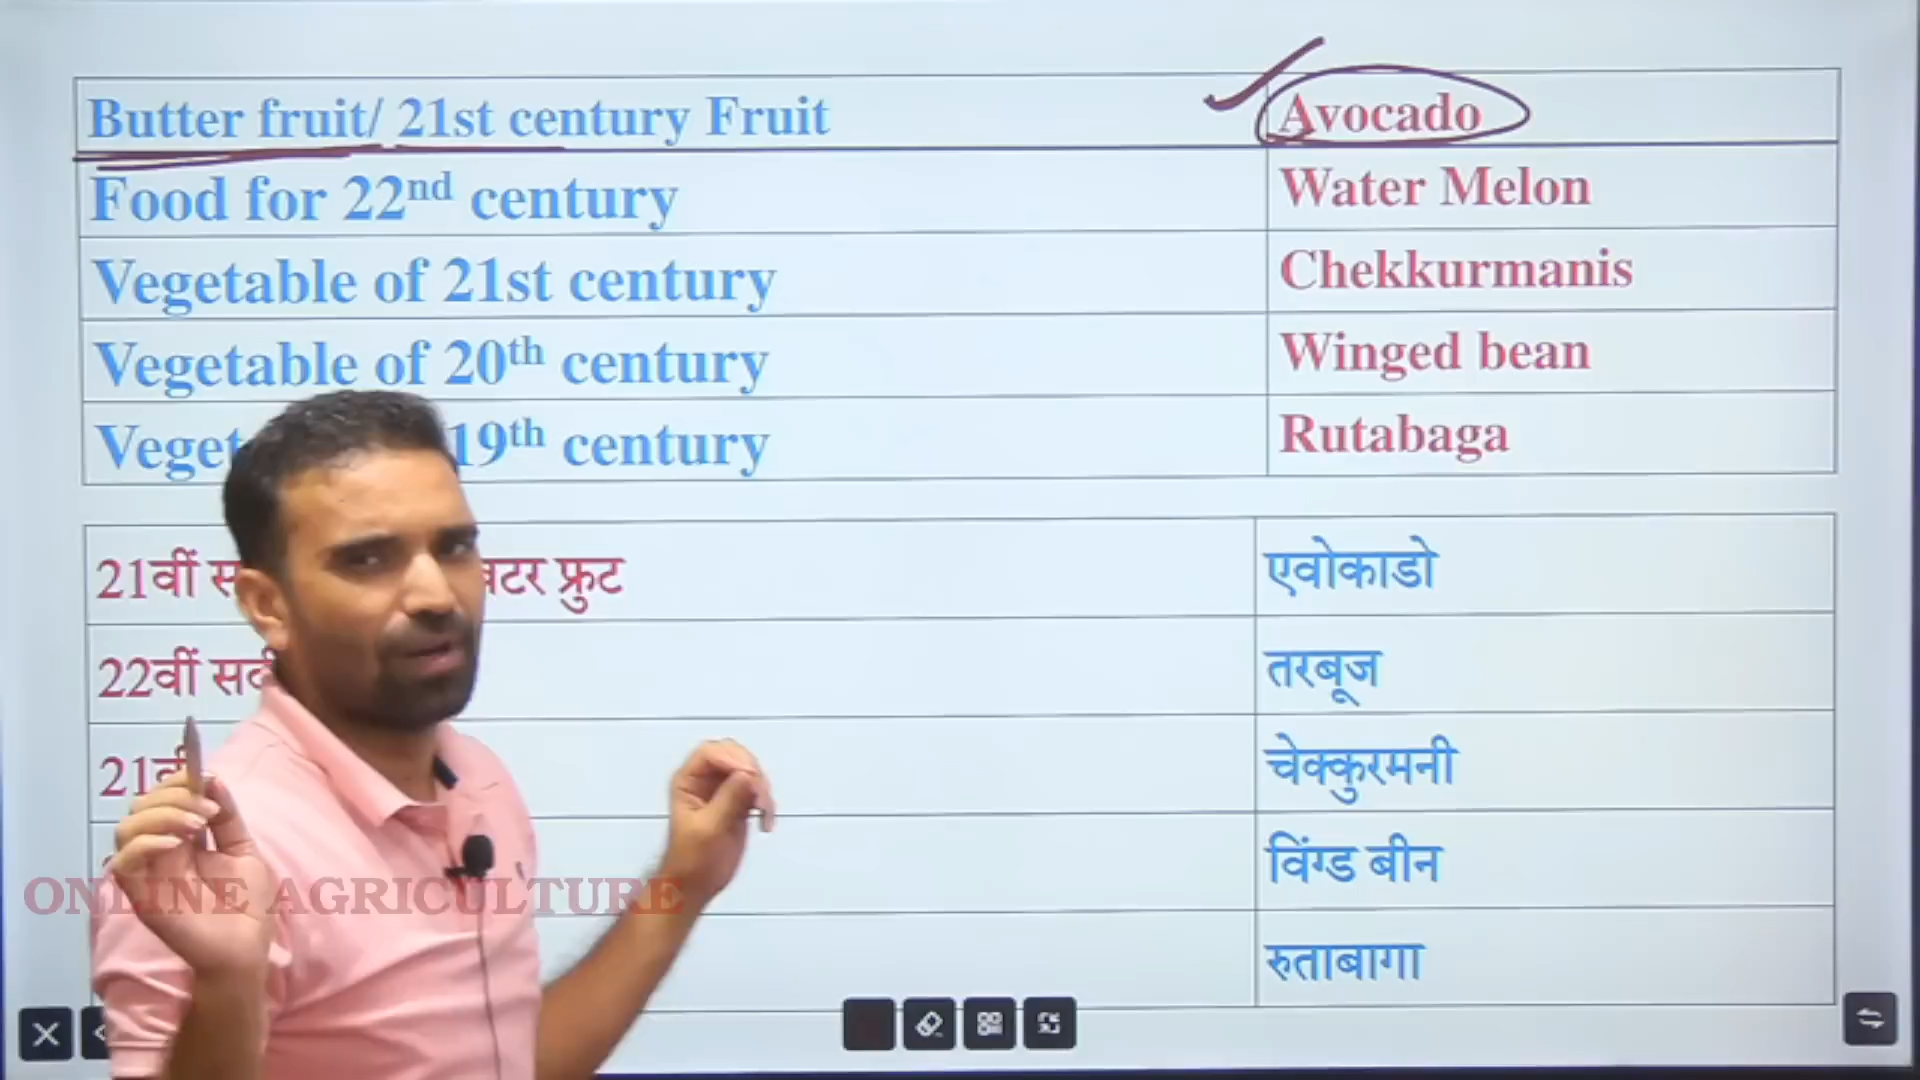 Butter fruit/ 21st century Fruit Avocado
Food for 22nd century Water Melon
Vegetable of 21st century Chekkurmanis
Vegetable of 20th century Winged bean
19th century Rutabaga
21वीं बटर फ्रुट एवोकाडो
22वीं तरबूज
चेक्कुरमनी
विंग्ड बीन
ONLINE AGRICULTURE
रुताबागा